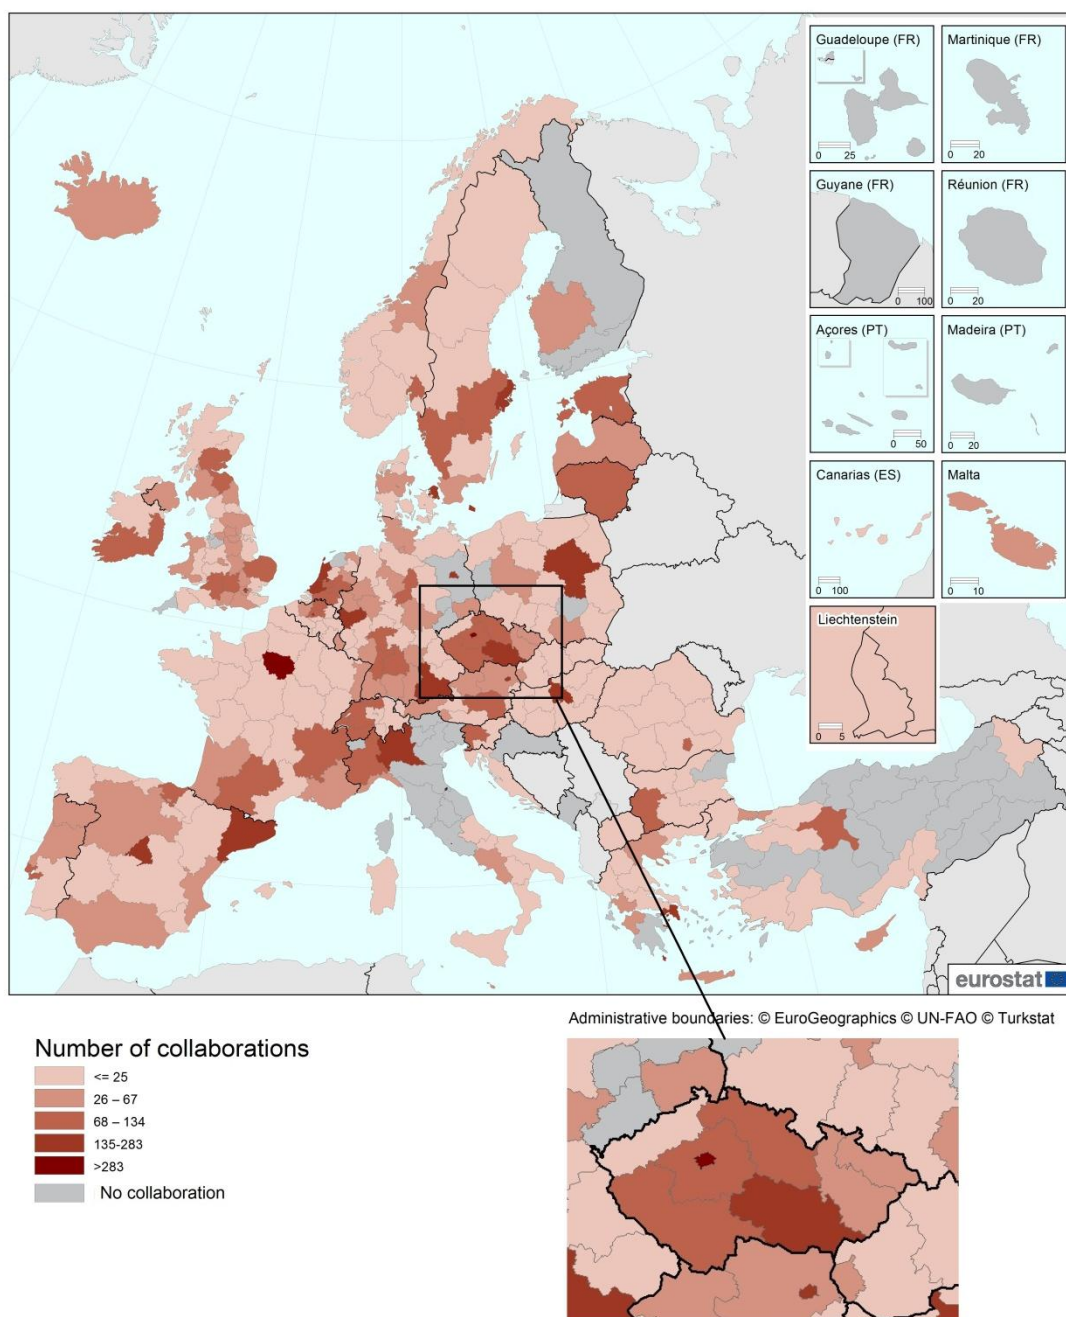 Guadeloupe (FR)
Martinique (FR)
0 25
0 20
Guyane (FR)
Réunion (FR)
0 100
0 20
Açores (PT)
Madeira (PT)
0 50
0 20
Canarias (ES)
Malta
0 100
0 10
Liechtenstein
0 5
eurostat
Administrative boundaries: © EuroGeographics © UN-FAO © Turkstat
Number of collaborations
<= 25
26 – 67
68 – 134
135-283
>283
No collaboration